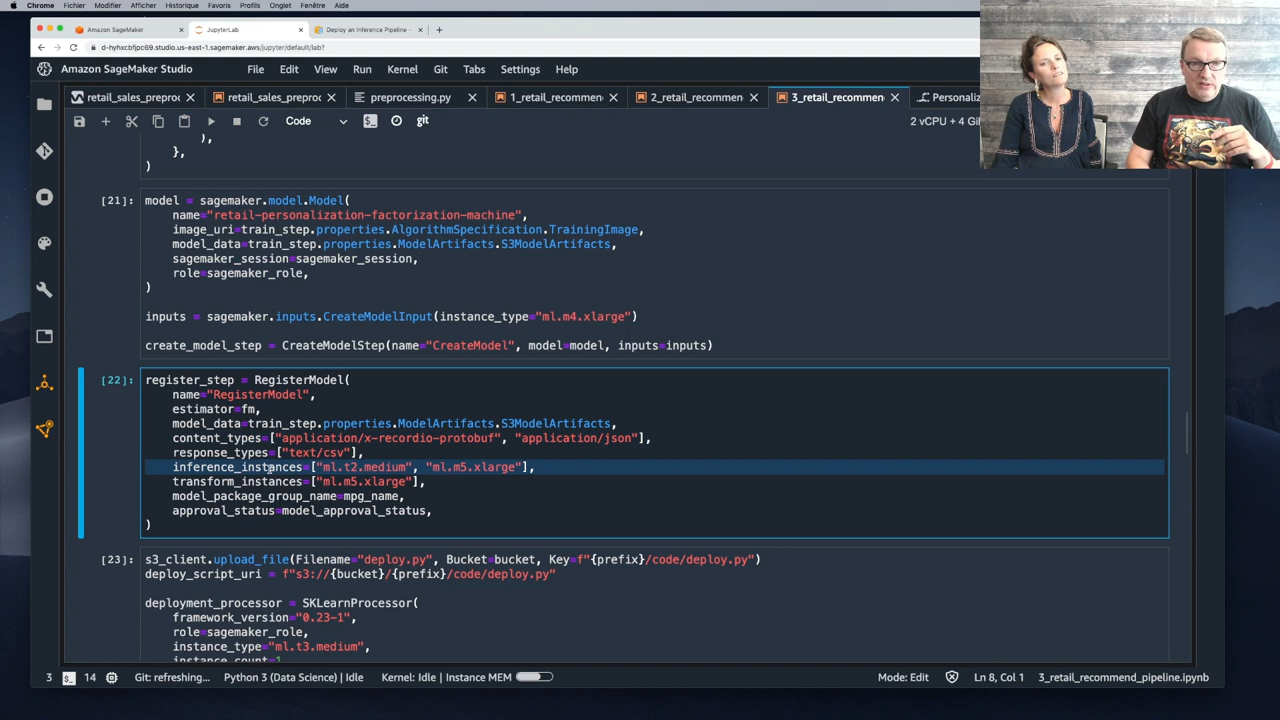 Chrome Fichier Modifier Afficher Historique Favoris Profils Onglet Fenêtre Aide
Amazon SageMaker
JupyterLab
Deploy an Inference Pipeline -
d-hyhxcbfjpc69.studio.us-east-1.sagemaker.aws/jupyter/default/lab?
Amazon SageMaker Studio File Edit View Run Kernel Git Tabs Settings Help
retail_sales_preproc retail_sales_preproc preprocessing.py 1_retail_recommen 2_retail_recommen 3_retail_recommen Personaliz
Code git 2 vCPU + 4 G
),
},
)
[21]: model = sagemaker.model.Model(
name="retail-personalization-factorization-machine",
image_uri=train_step.properties.AlgorithmSpecification.TrainingImage,
model_data=train_step.properties.ModelArtifacts.S3ModelArtifacts,
sagemaker_session=sagemaker_session,
role=sagemaker_role,
)
inputs = sagemaker.inputs.CreateModelInput(instance_type="ml.m4.xlarge")
create_model_step = CreateModelStep(name="CreateModel", model=model, inputs=inputs)
[22]: register_step = RegisterModel(
name="RegisterModel",
estimator=fm,
model_data=train_step.properties.ModelArtifacts.S3ModelArtifacts,
content_types=["application/x-recordio-protobuf", "application/json"],
response_types=["text/csv"],
inference_instances=["ml.t2.medium", "ml.m5.xlarge"],
transform_instances=["ml.m5.xlarge"],
model_package_group_name=mpg_name,
approval_status=model_approval_status,
)
[23]: s3_client.upload_file(Filename="deploy.py", Bucket=bucket, Key=f"{prefix}/code/deploy.py")
deploy_script_uri = f"s3://{bucket}/{prefix}/code/deploy.py"
deployment_processor = SKLearnProcessor(
framework_version="0.23-1",
role=sagemaker_role,
instance_type="ml.t3.medium",
instance_count=1,
3 14 Git: refreshing... Python 3 (Data Science) | Idle Kernel: Idle | Instance MEM Mode: Edit Ln 8, Col 1 3_retail_recommend_pipeline.ipynb